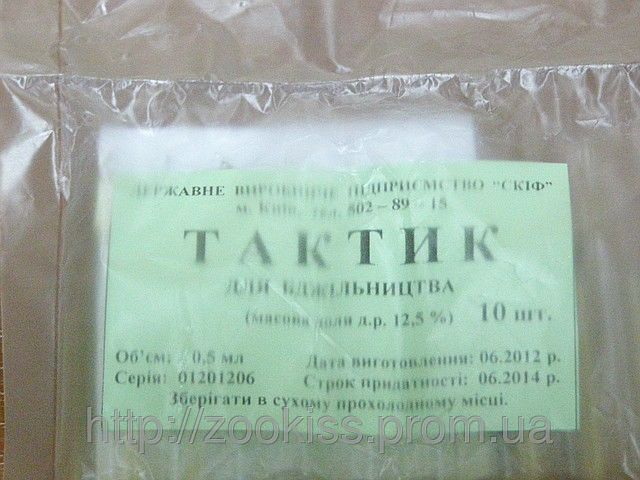 ДЕРЖАВНЕ ВИРОБНИЧЕ ПІДПРИЄМСТВО "СКІФ"
м. Київ, тел. 502-89-15
ТАКТИК
ДЛЯ БДЖІЛЬНИЦТВА
(масова доля д.р. 12,5 %) 10 шт.
Об'єм: 0,5 мл Дата виготовлення: 06.2012 р.
Серія: 01201206 Строк придатності: 06.2014 р.
Зберігати в сухому прохолодному місці.
http://zookiss.prom.ua